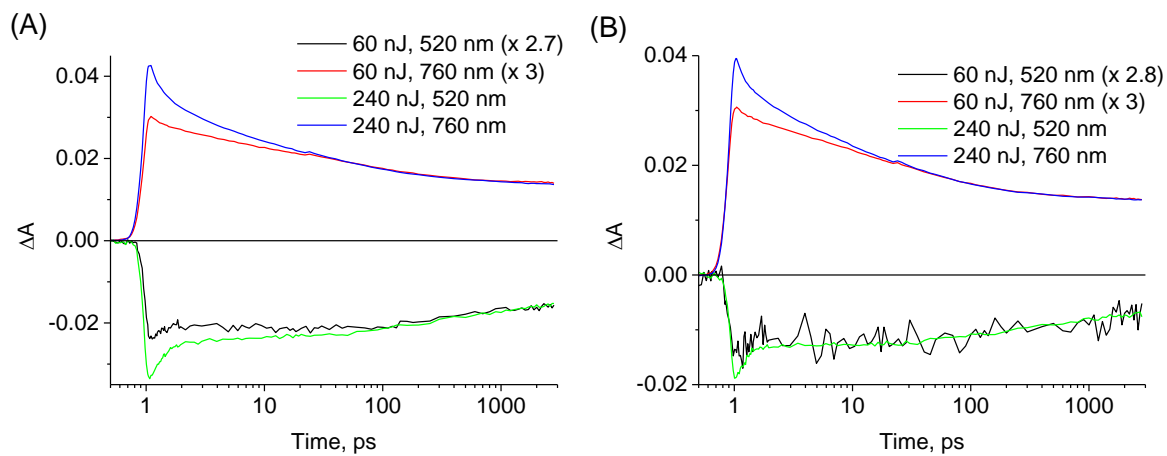 (A)
60 nJ, 520 nm (x 2.7)
60 nJ, 760 nm (x 3)
240 nJ, 520 nm
240 nJ, 760 nm
0.04
0.02
0.00
-0.02
ΔA
1
10
100
1000
Time, ps
(B)
60 nJ, 520 nm (x 2.8)
60 nJ, 760 nm (x 3)
240 nJ, 520 nm
240 nJ, 760 nm
0.04
0.02
0.00
-0.02
ΔA
1
10
100
1000
Time, ps